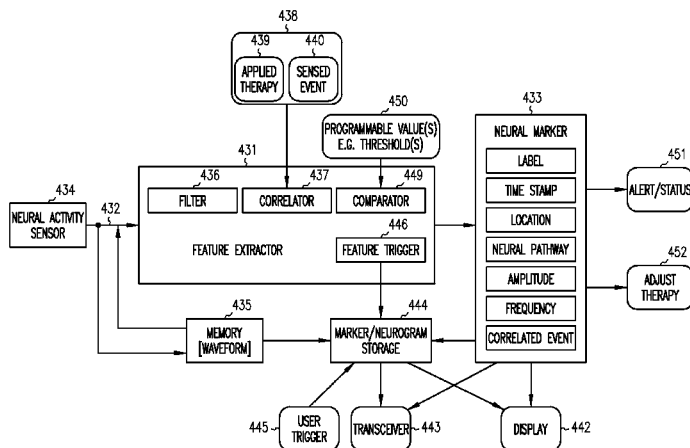 438
439
440
APPLIED
THERAPY
SENSED
EVENT
450
PROGRAMMABLE VALUE(S)
E.G. THRESHOLD(S)
433
NEURAL MARKER
LABEL
TIME STAMP
LOCATION
NEURAL PATHWAY
AMPLITUDE
FREQUENCY
CORRELATED EVENT
451
ALERT/STATUS
452
ADJUST
THERAPY
431
436
437
449
FILTER
CORRELATOR
COMPARATOR
446
FEATURE EXTRACTOR
FEATURE TRIGGER
434
432
NEURAL ACTIVITY
SENSOR
435
MEMORY
[WAVEFORM]
444
MARKER/NEUROGRAM
STORAGE
445
USER
TRIGGER
TRANSCEIVER
443
DISPLAY
442